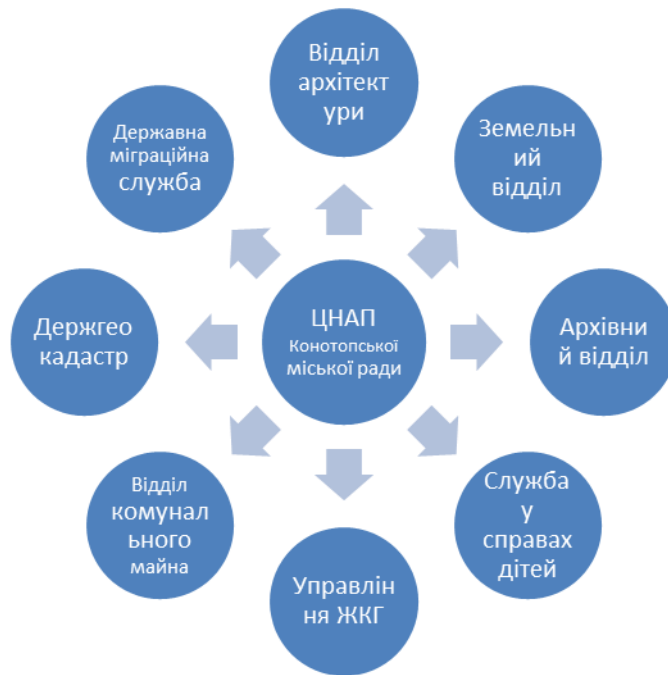 Відділ
архітект
ури
Державна
міграційна
служба
Земельн
ий
відділ
ЦНАП
Конотопської
міської ради
Держгео
кадастр
Архівни
й відділ
Відділ
комунал
ьного
майна
Служба
у
справах
дітей
Управлін
ня ЖКГ